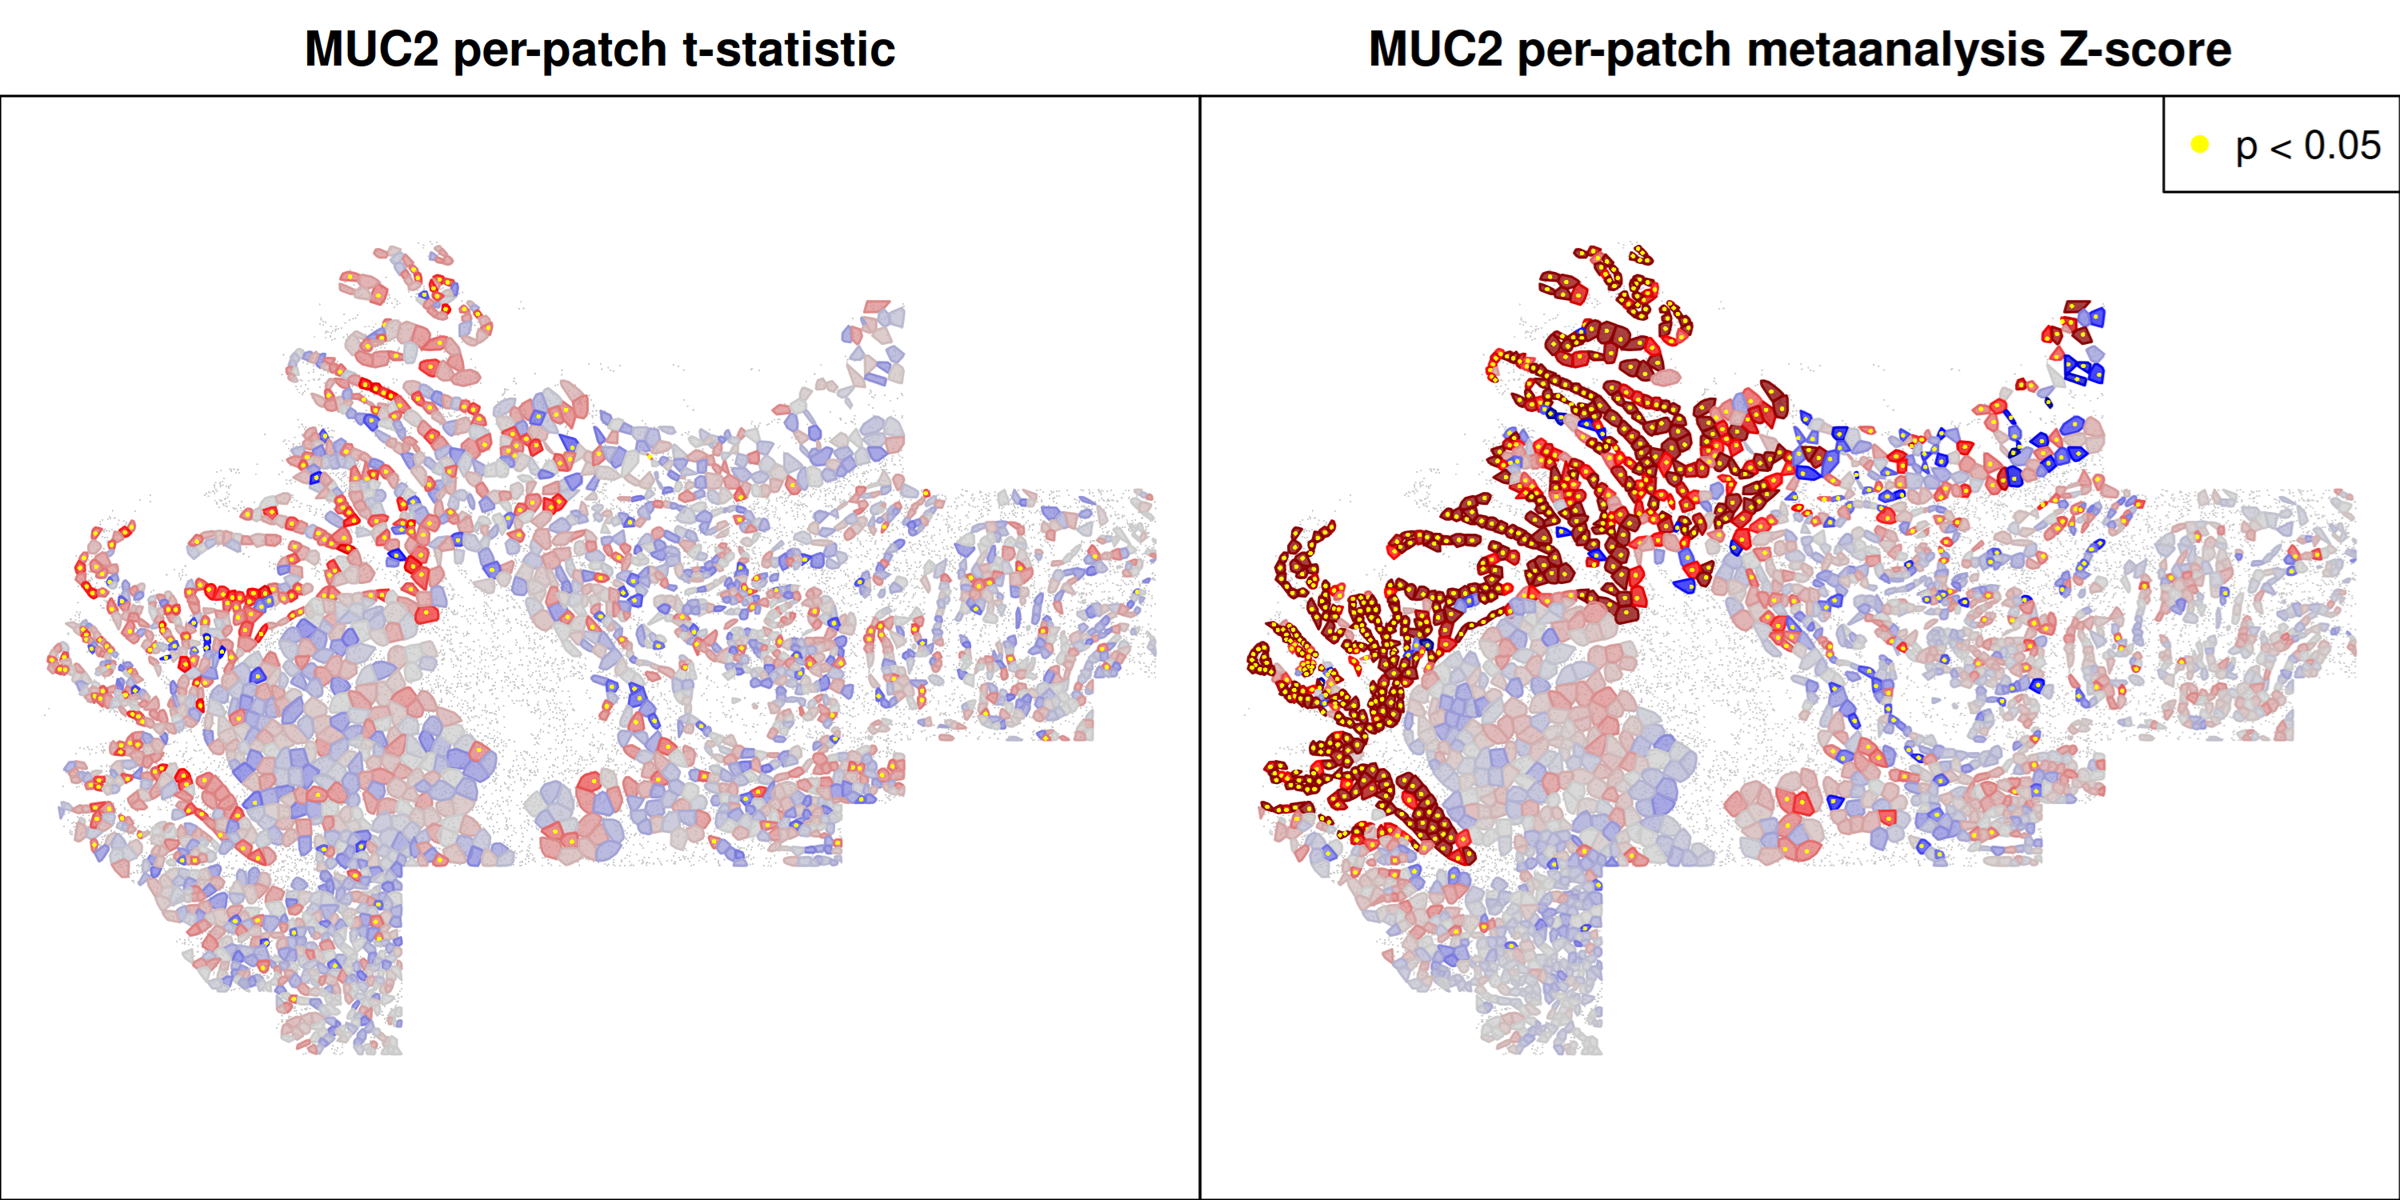 MUC2 per-patch t-statistic
MUC2 per-patch metaanalysis Z-score
p < 0.05